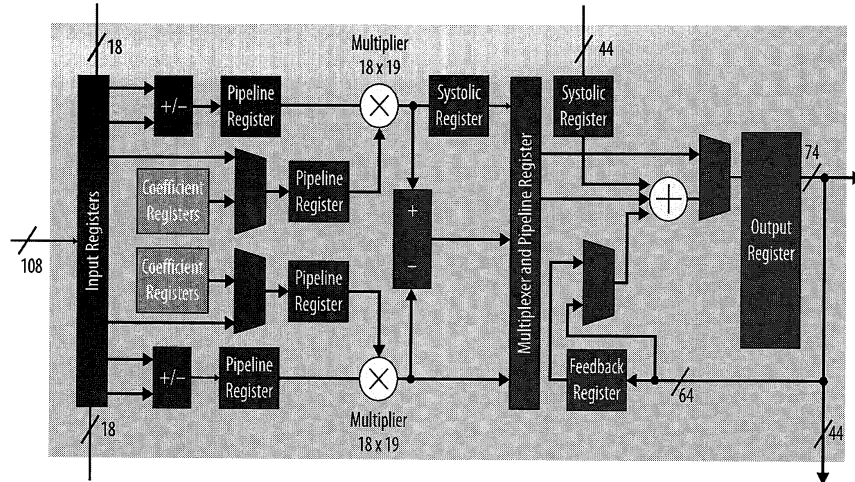 18
Multiplier
18 x 19
44
+/−
Pipeline
Register
×
Systolic
Register
Systolic
Register
Input Registers
Coefficient
Registers
Pipeline
Register
+
−
Multiplexer and Pipeline Register
+
74
Output
Register
108
Coefficient
Registers
Pipeline
Register
+/−
Pipeline
Register
×
Feedback
Register
64
Multiplier
18 x 19
18
44